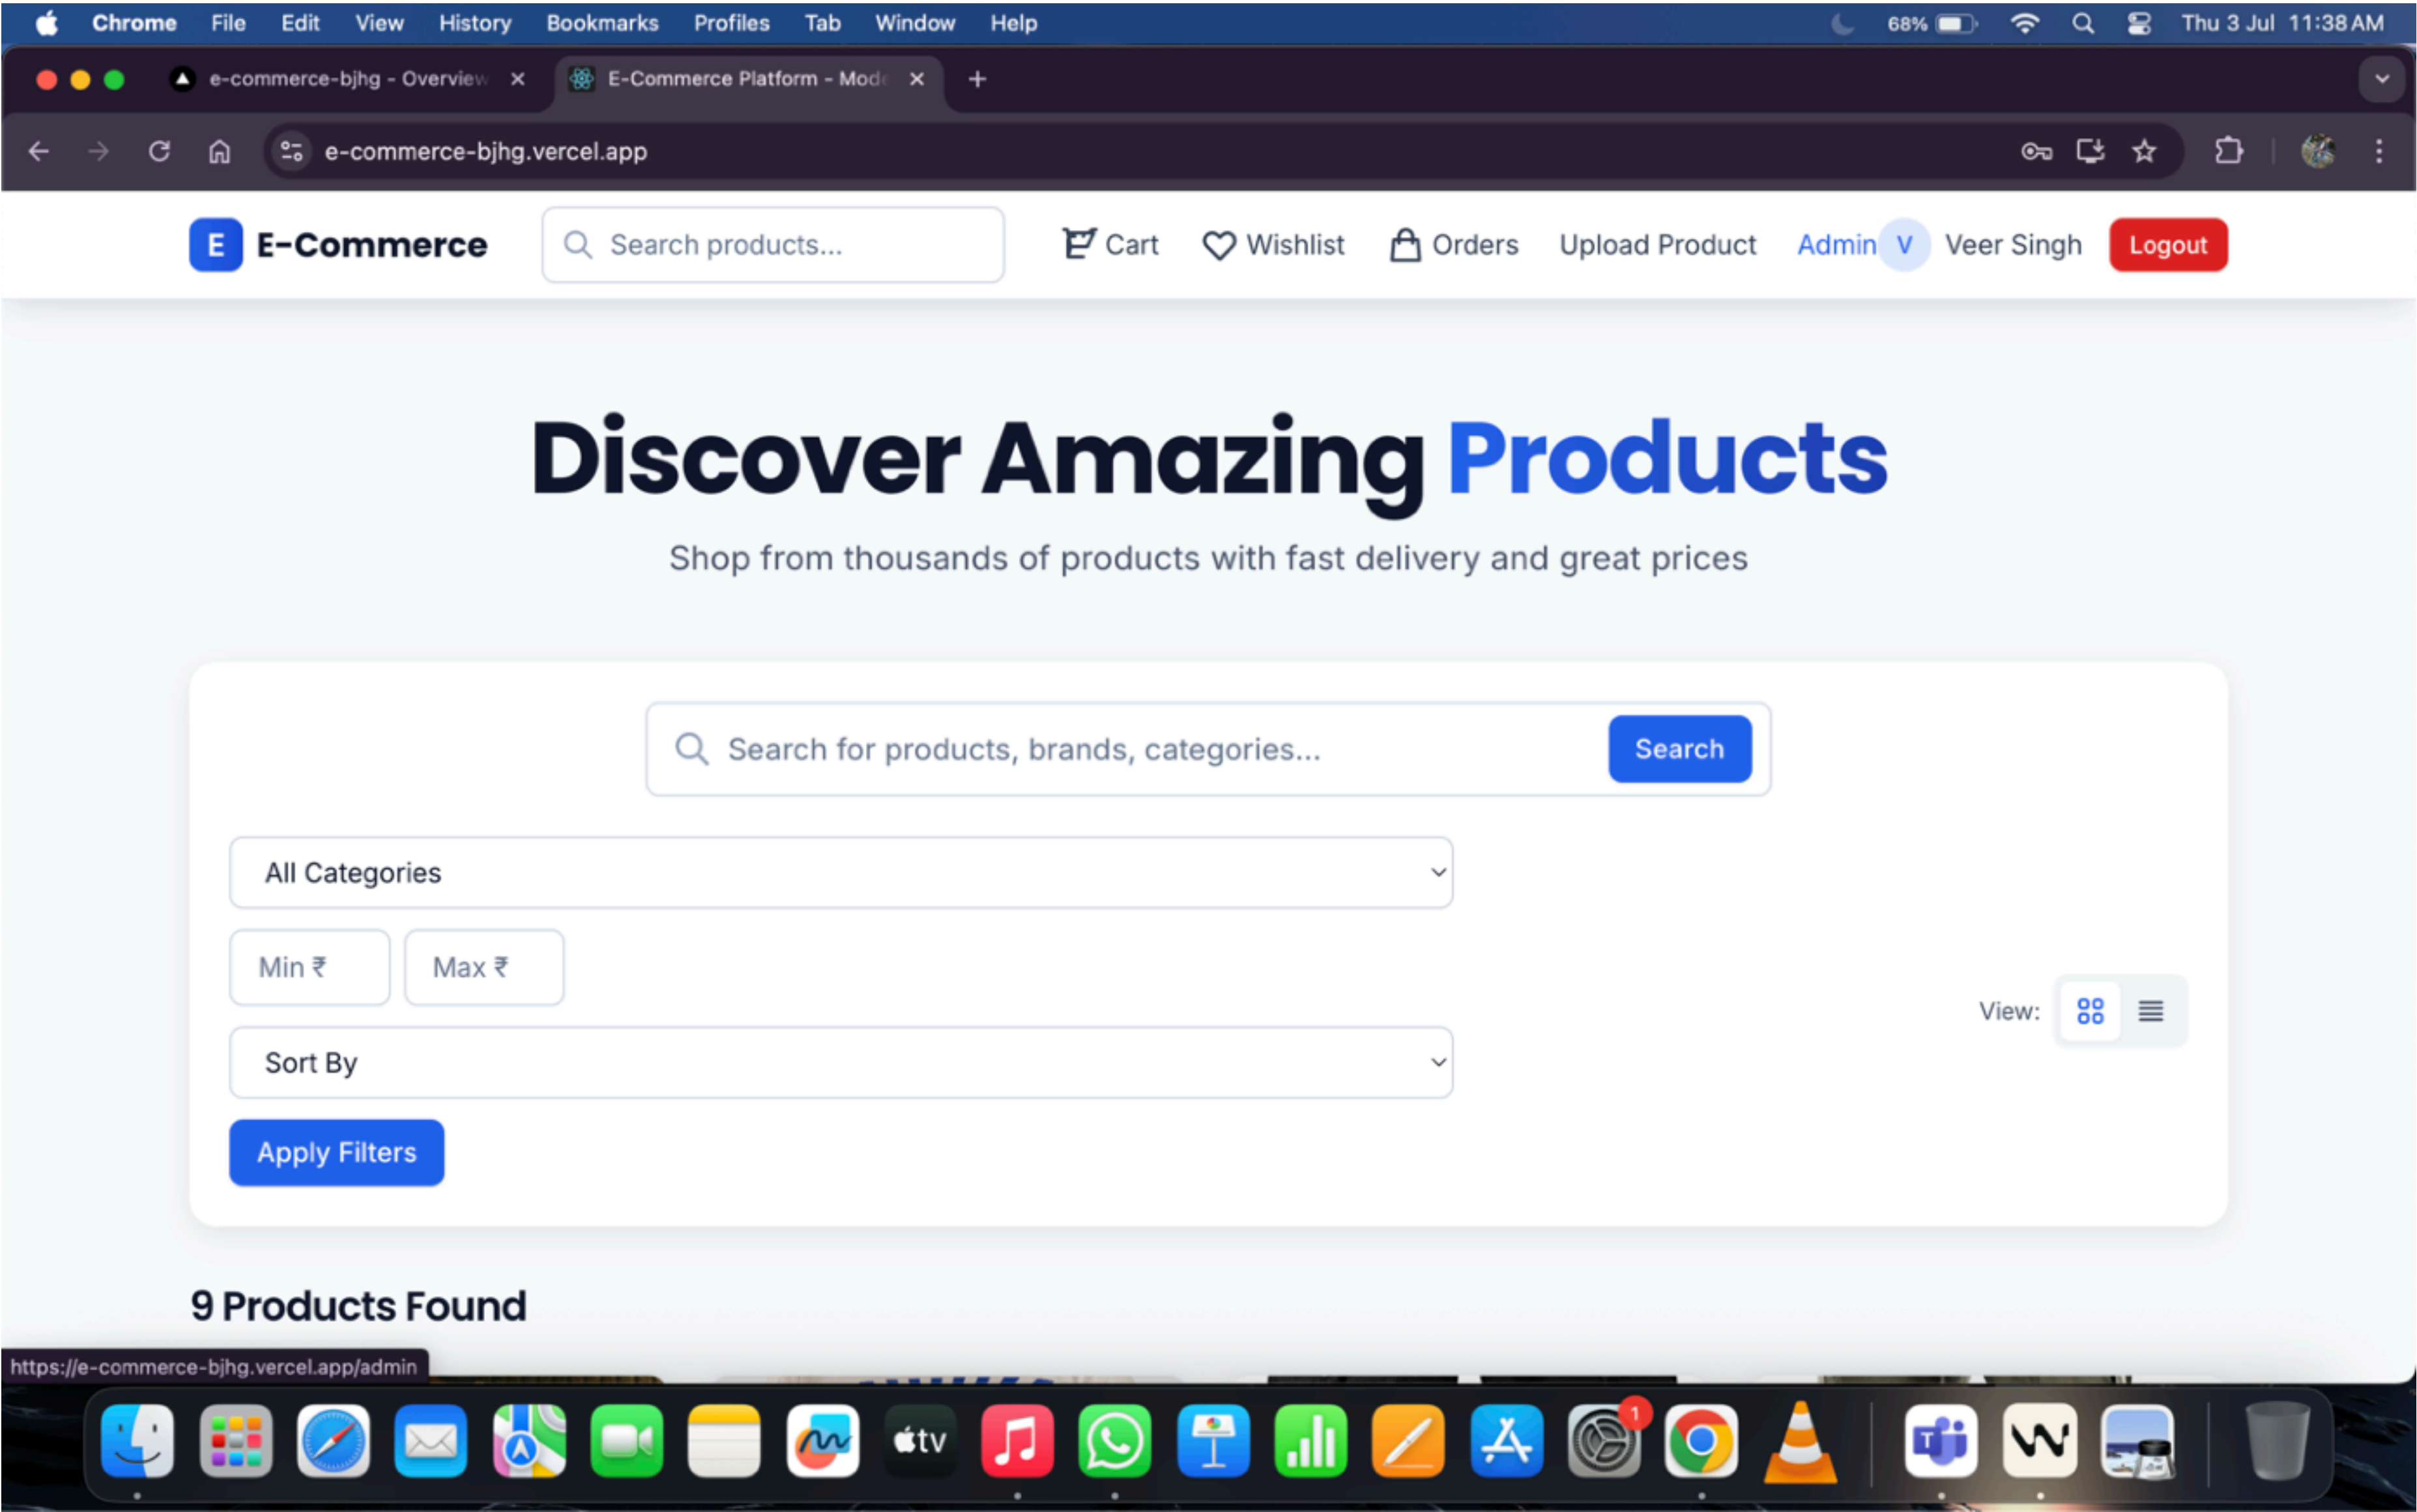 Chrome File Edit View History Bookmarks Profiles Tab Window Help 68% Thu 3 Jul 11:38 AM
e-commerce-bjhg - Overview E-Commerce Platform - Mod
e-commerce-bjhg.vercel.app
E E-Commerce Search products... Cart Wishlist Orders Upload Product Admin V Veer Singh Logout
Discover Amazing Products
Shop from thousands of products with fast delivery and great prices
Search for products, brands, categories... Search
All Categories
Min ₹ Max ₹
View:
Sort By
Apply Filters
9 Products Found
https://e-commerce-bjhg.vercel.app/admin
tv 1 T